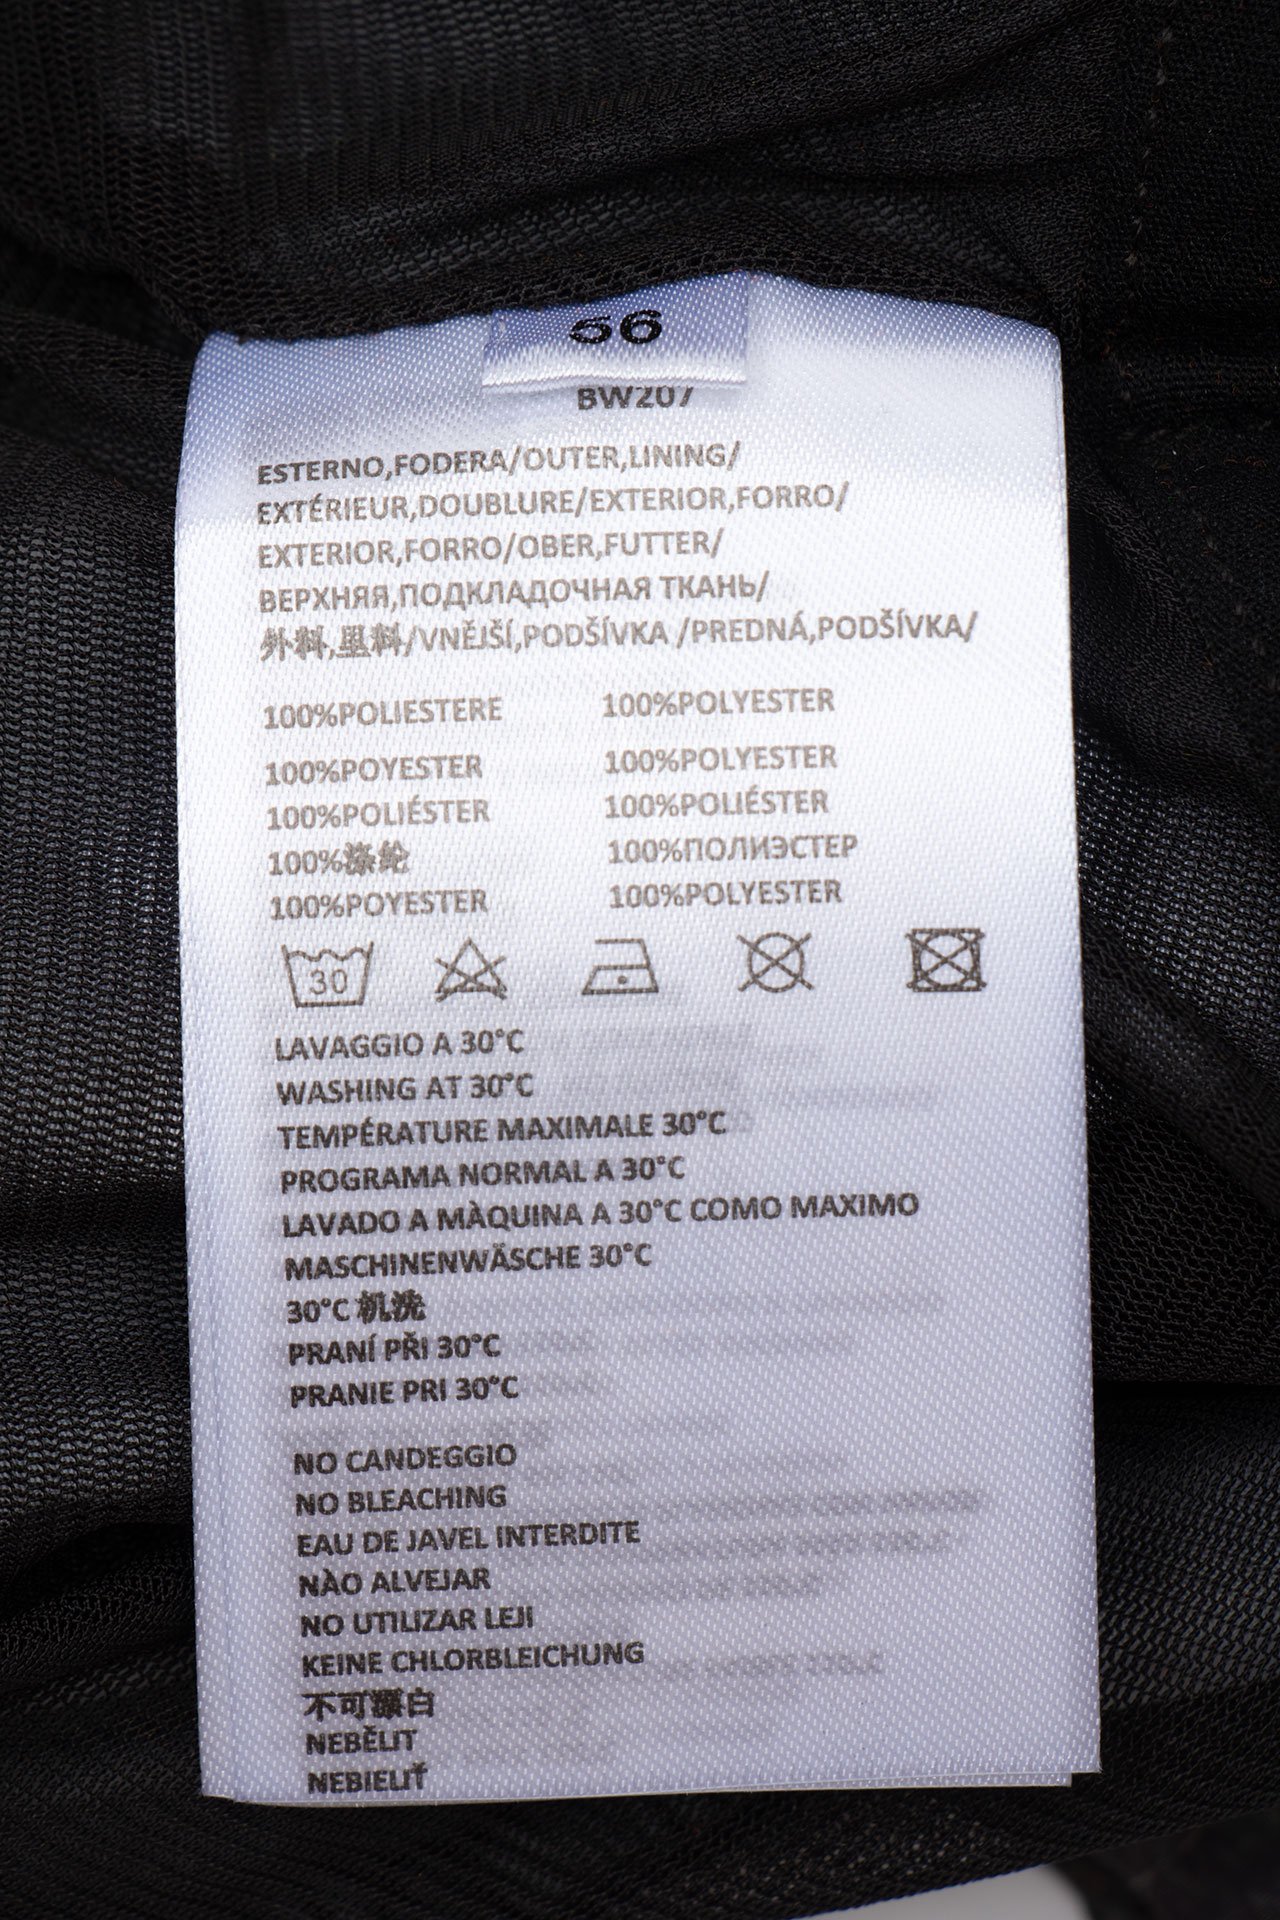 BW207
ESTERNO,FODERA/OUTER,LINING/
EXTÉRIEUR,DOUBLURE/EXTERIOR,FORRO/
EXTERIOR,FORRO/OBER,FUTTER/
ВЕРХНЯЯ,ПОДКЛАДОЧНАЯ ТКАНЬ/
外料,里料/VNĚJŠÍ,PODŠÍVKA /PREDNÁ,PODŠÍVKA/
100%POLIESTERE 100%POLYESTER
100%POYESTER 100%POLYESTER
100%POLIÉSTER 100%POLIÉSTER
100%涤纶 100%ПОЛИЭСТЕР
100%POYESTER 100%POLYESTER
30
LAVAGGIO A 30°C
WASHING AT 30°C
TEMPÉRATURE MAXIMALE 30°C
PROGRAMA NORMAL A 30°C
LAVADO A MÀQUINA A 30°C COMO MAXIMO
MASCHINENWÄSCHE 30°C
30°C 机洗
PRANÍ PŘI 30°C
PRANIE PRI 30°C
NO CANDEGGIO
NO BLEACHING
EAU DE JAVEL INTERDITE
NÀO ALVEJAR
NO UTILIZAR LEJI
KEINE CHLORBLEICHUNG
不可漂白
NEBĚLIT
NEBIELIŤ